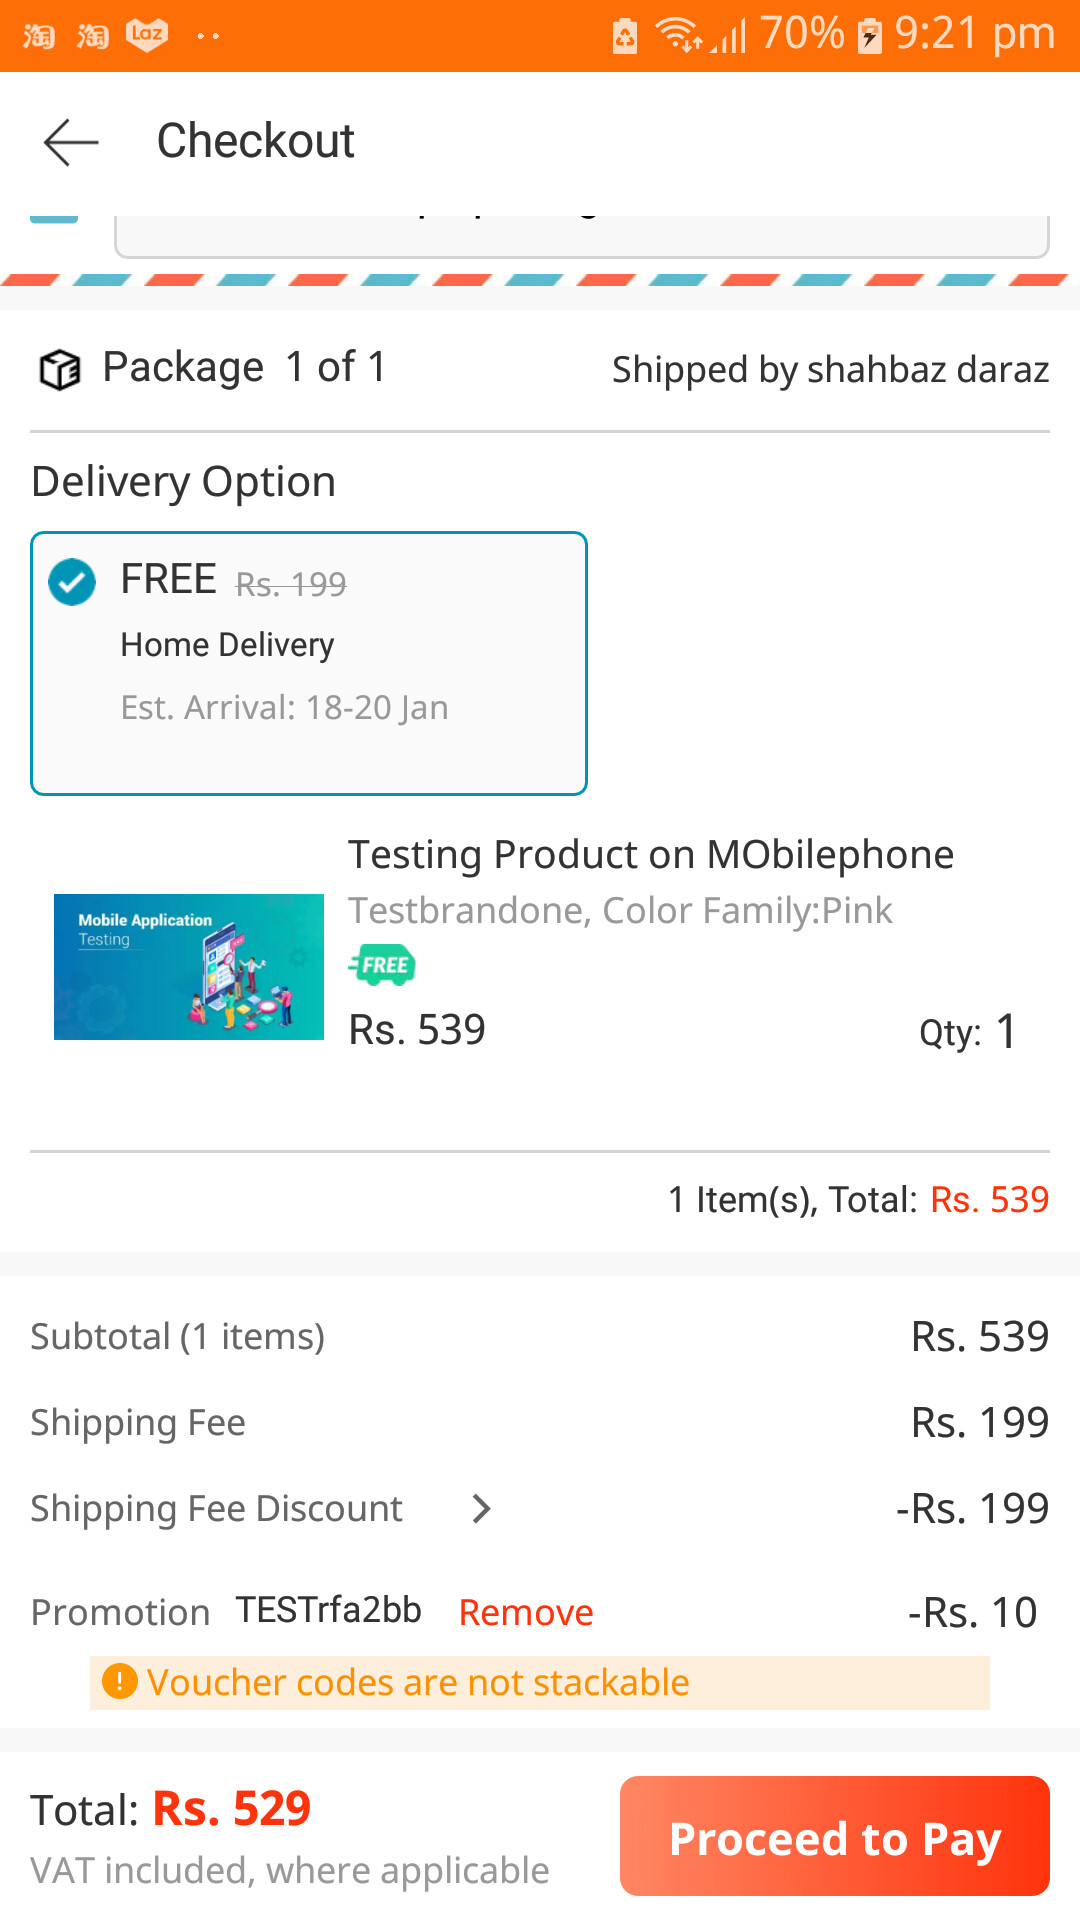 淘 淘 Laz 70% 9:21 pm
Checkout
Package 1 of 1 Shipped by shahbaz daraz
Delivery Option
FREE Rs. 199
Home Delivery
Est. Arrival: 18-20 Jan
Testing Product on MObilephone
Mobile Application
Testing
Testbrandone, Color Family:Pink
FREE
Rs. 539 Qty: 1
1 Item(s), Total: Rs. 539
Subtotal (1 items) Rs. 539
Shipping Fee Rs. 199
Shipping Fee Discount -Rs. 199
Promotion TESTrfa2bb Remove -Rs. 10
Voucher codes are not stackable
Total: Rs. 529
Proceed to Pay
VAT included, where applicable